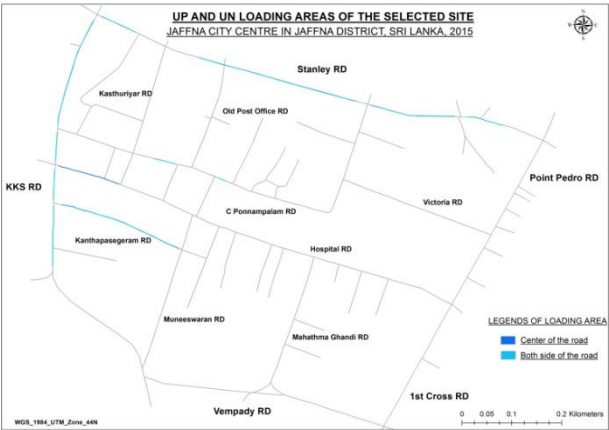 UP AND UN LOADING AREAS OF THE SELECTED SITE
JAFFNA CITY CENTRE IN JAFFNA DISTRICT, SRI LANKA, 2015
N
W E
S
Stanley RD
Kasthuriyar RD
Old Post Office RD
Point Pedro RD
KKS RD
Victoria RD
C Ponnampalam RD
Kanthapasegeram RD
Hospital RD
LEGENDS OF LOADING AREA
Muneeswaran RD
Center of the road
Mahathma Ghandi RD
Both side of the road
1st Cross RD
Vempady RD
0 0.05 0.1 0.2 Kilometers
WGS_1984_UTM_Zone_44N